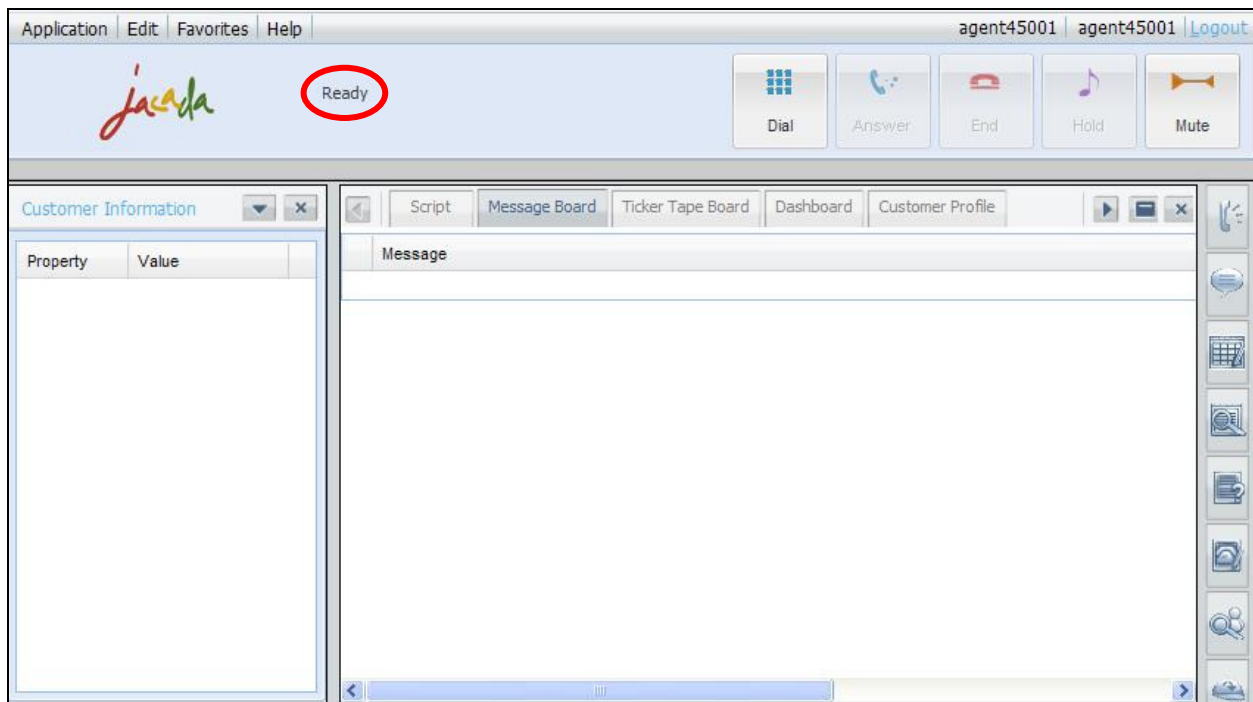 Application Edit Favorites Help agent45001 agent45001 Logout
jacada
Ready
Dial Answer End Hold Mute
Customer Information
Script Message Board Ticker Tape Board Dashboard Customer Profile
Property Value
Message